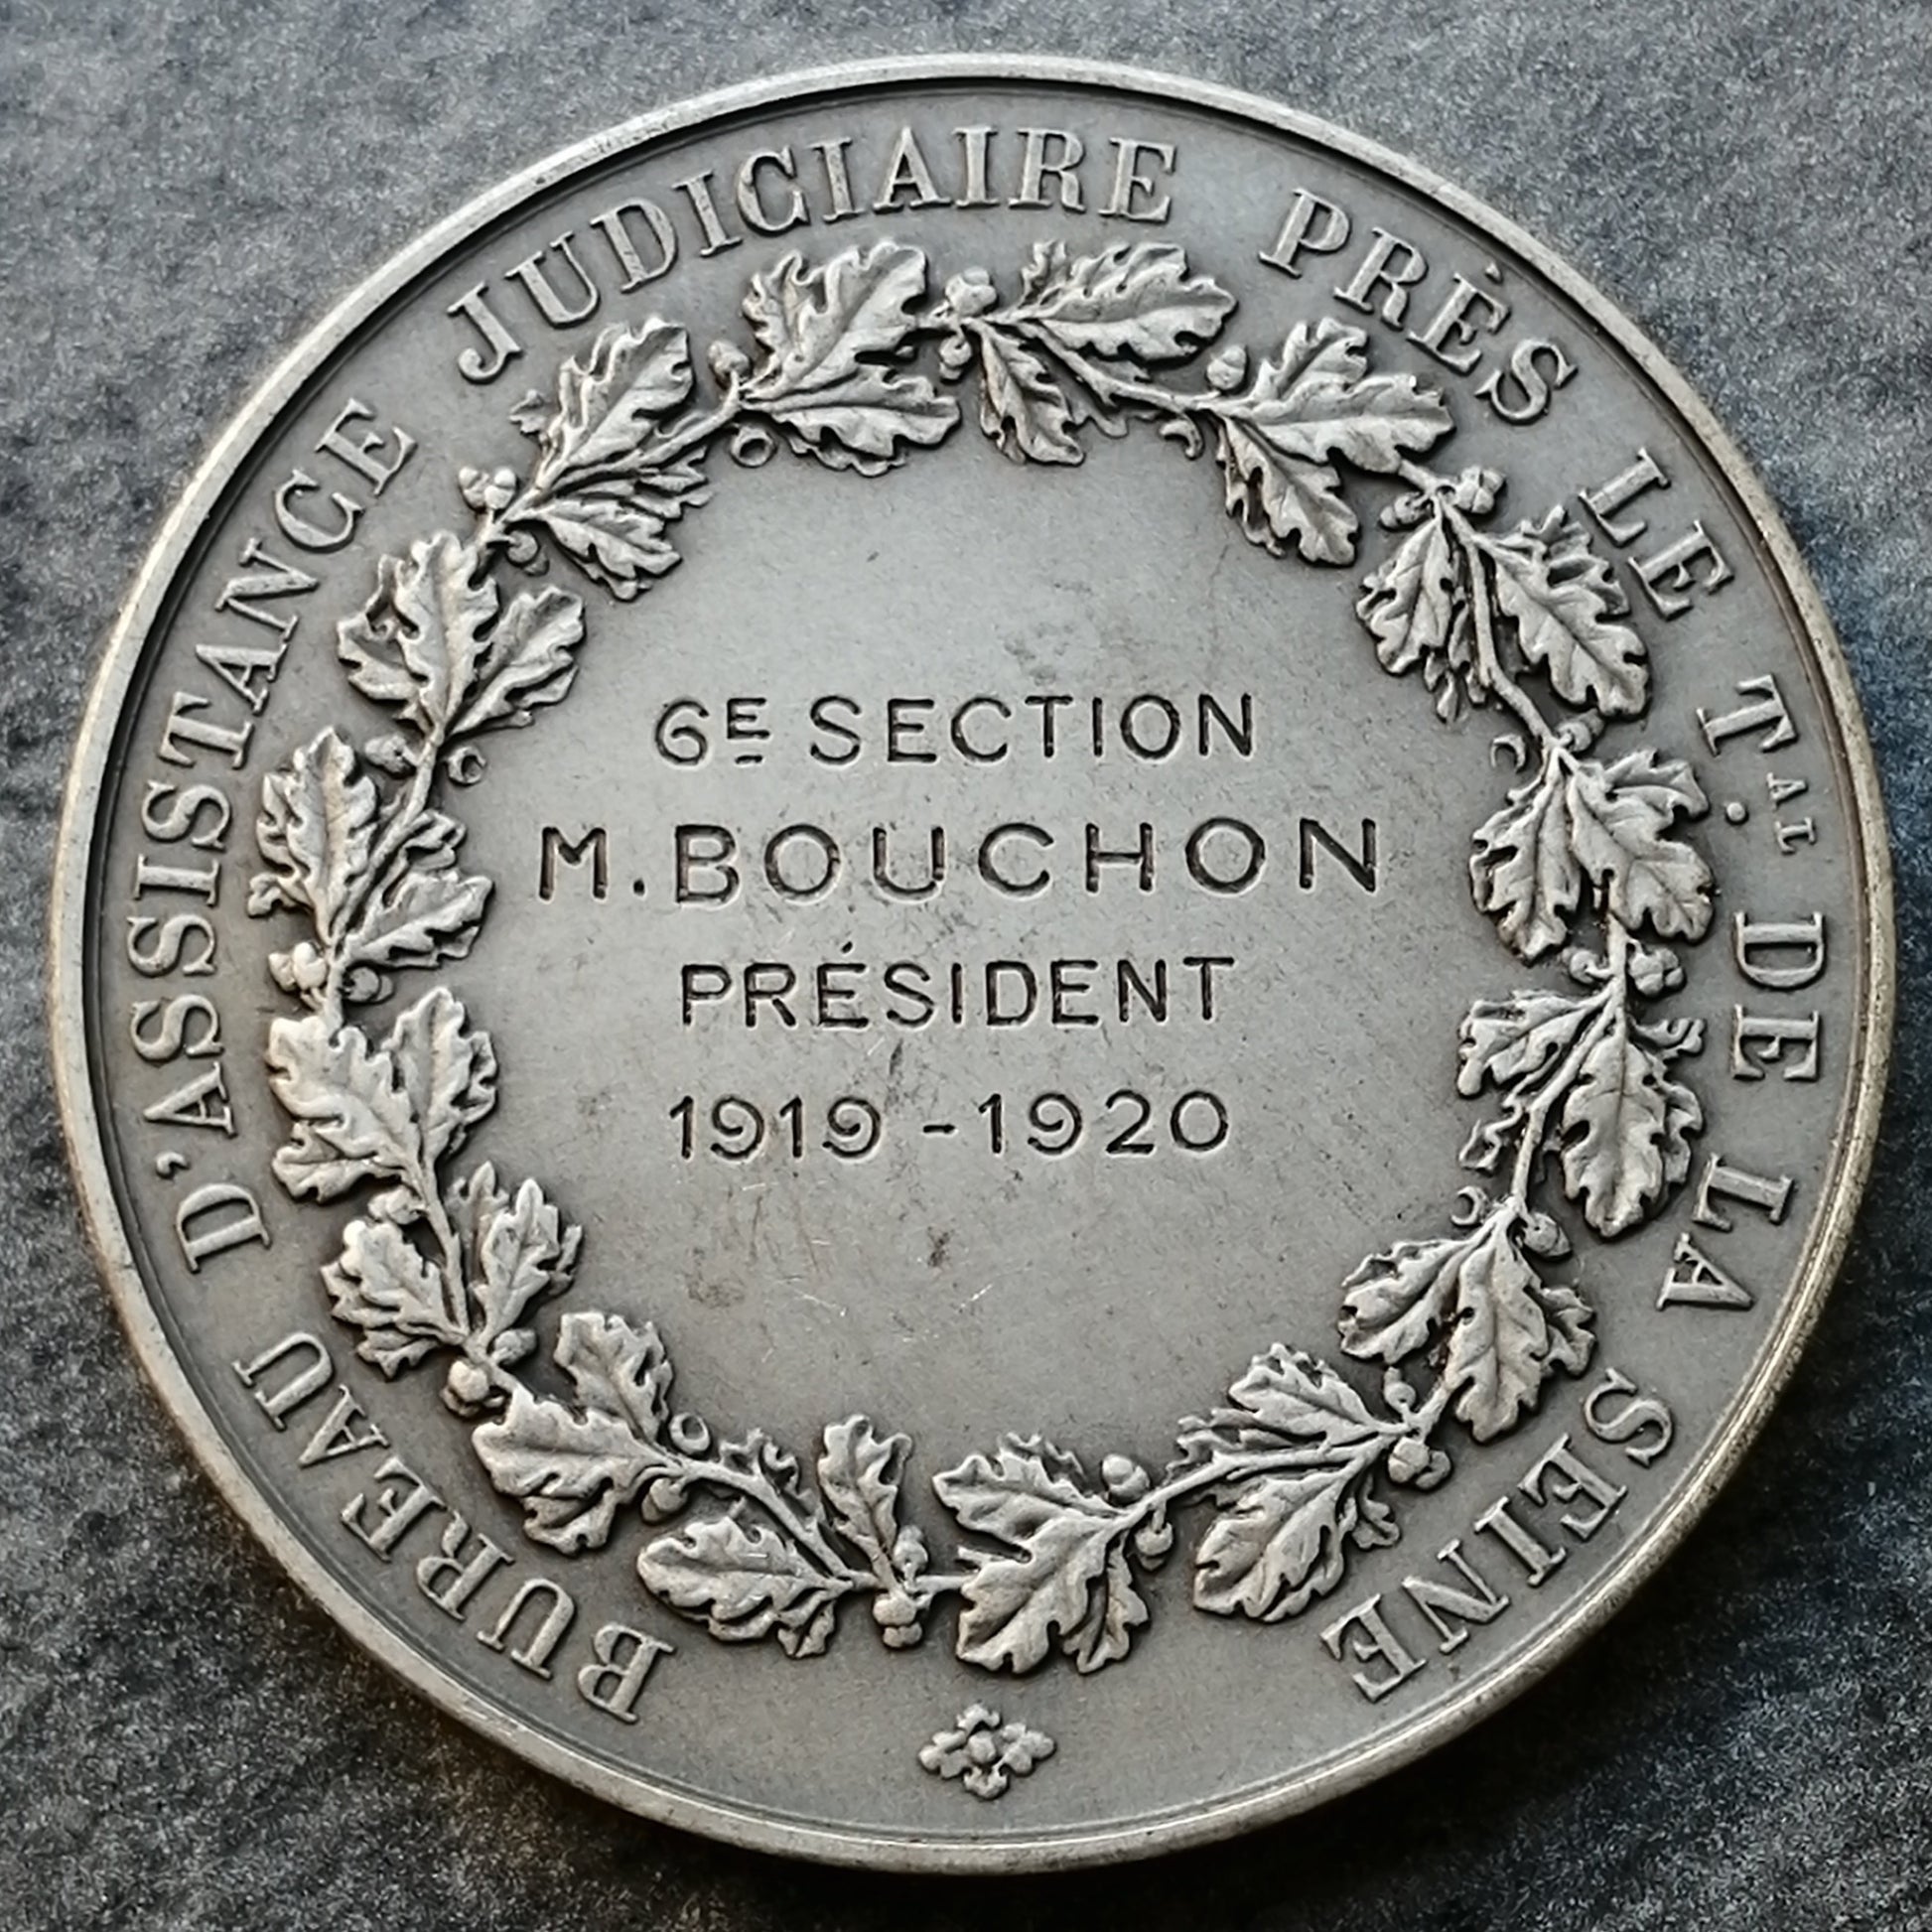 BUREAU D'ASSISTANCE JUDICIAIRE PRÈS LE T.AL DE LA SEINE
6E SECTION
M. BOUCHON
PRÉSIDENT
1919-1920